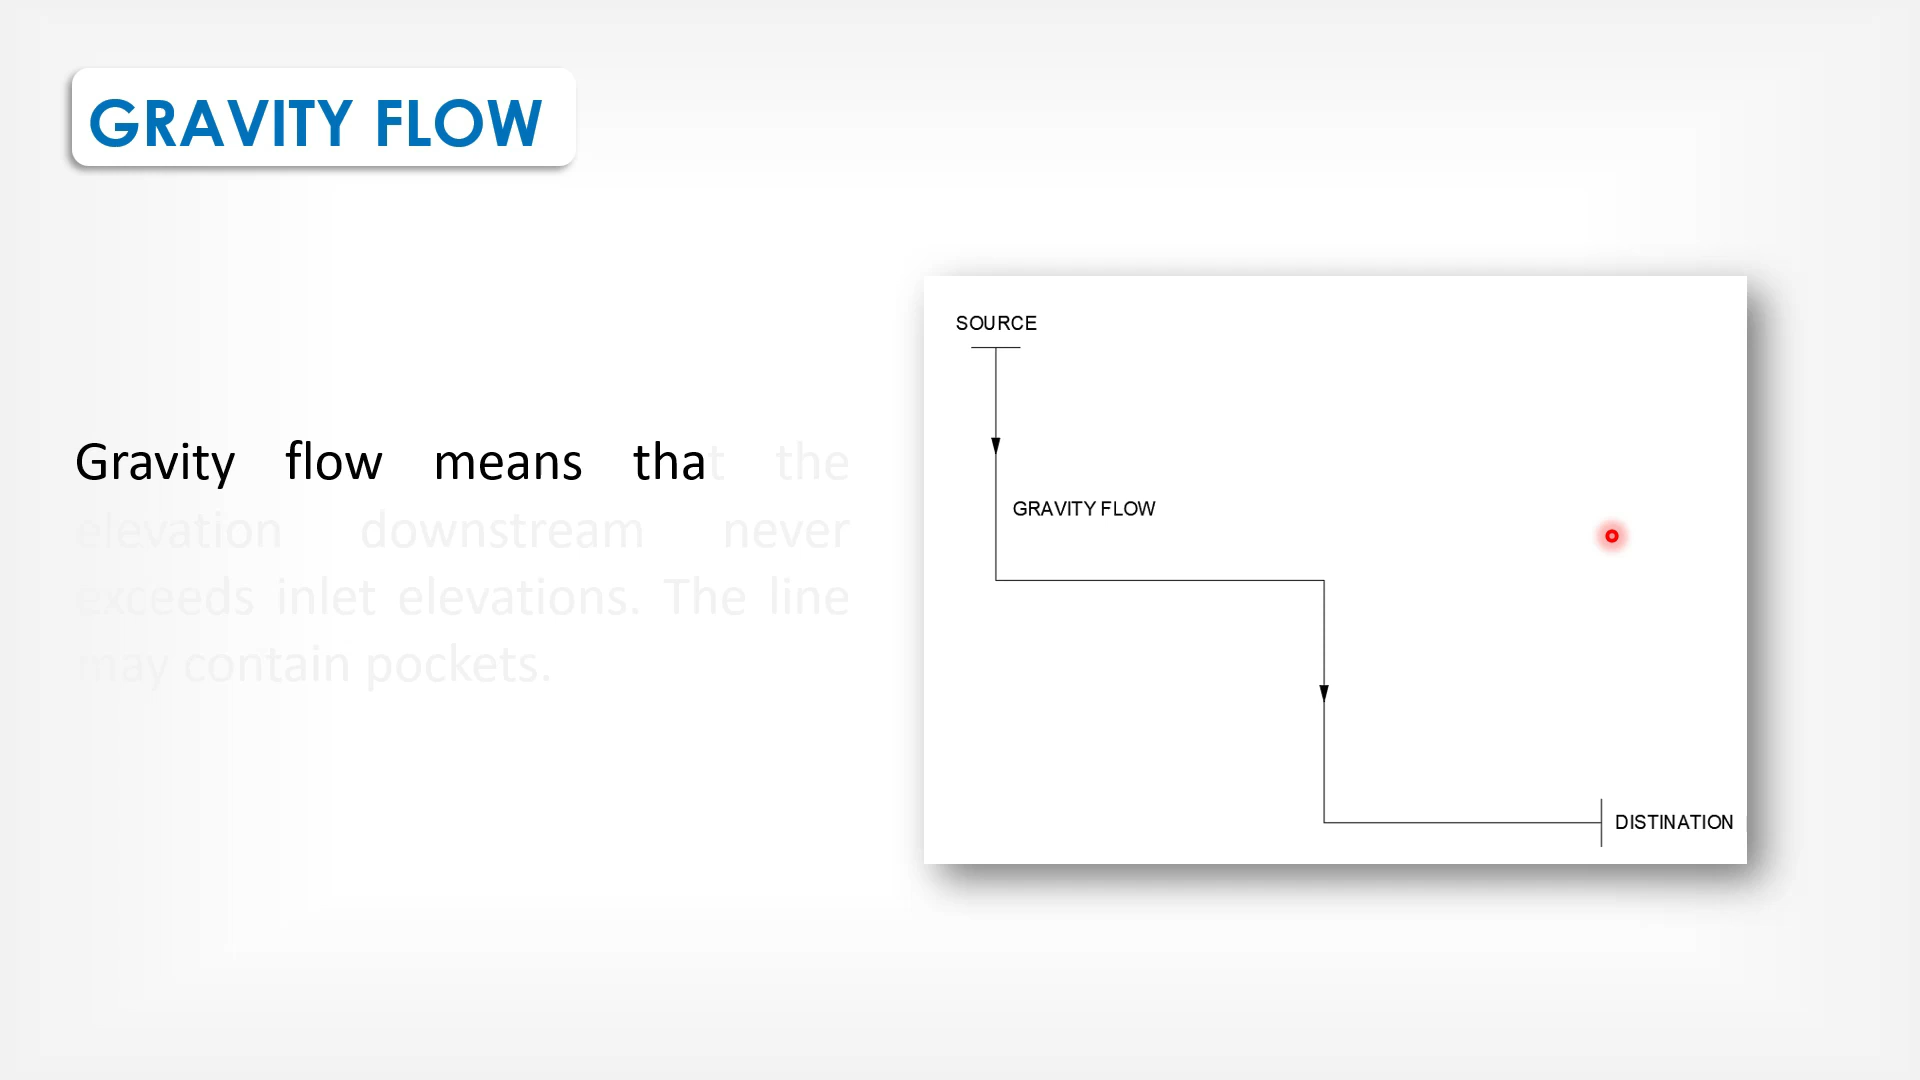 GRAVITY FLOW
Gravity flow means that the
elevation downstream never
exceeds inlet elevations. The line
may contain pockets.
SOURCE
GRAVITY FLOW
DISTINATION